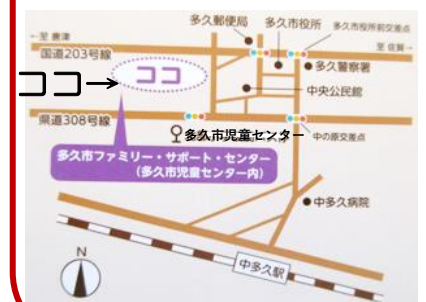 多久郵便局
多久市役所
多久市役所前交差点
←至 唐津
至 佐賀→
国道203号線
ココ→
ココ
多久警察署
中央公民館
県道308号線
多久市児童センター
中の原交差点
多久市ファミリー・サポート・センター
(多久市児童センター内)
中多久病院
N
中多久駅